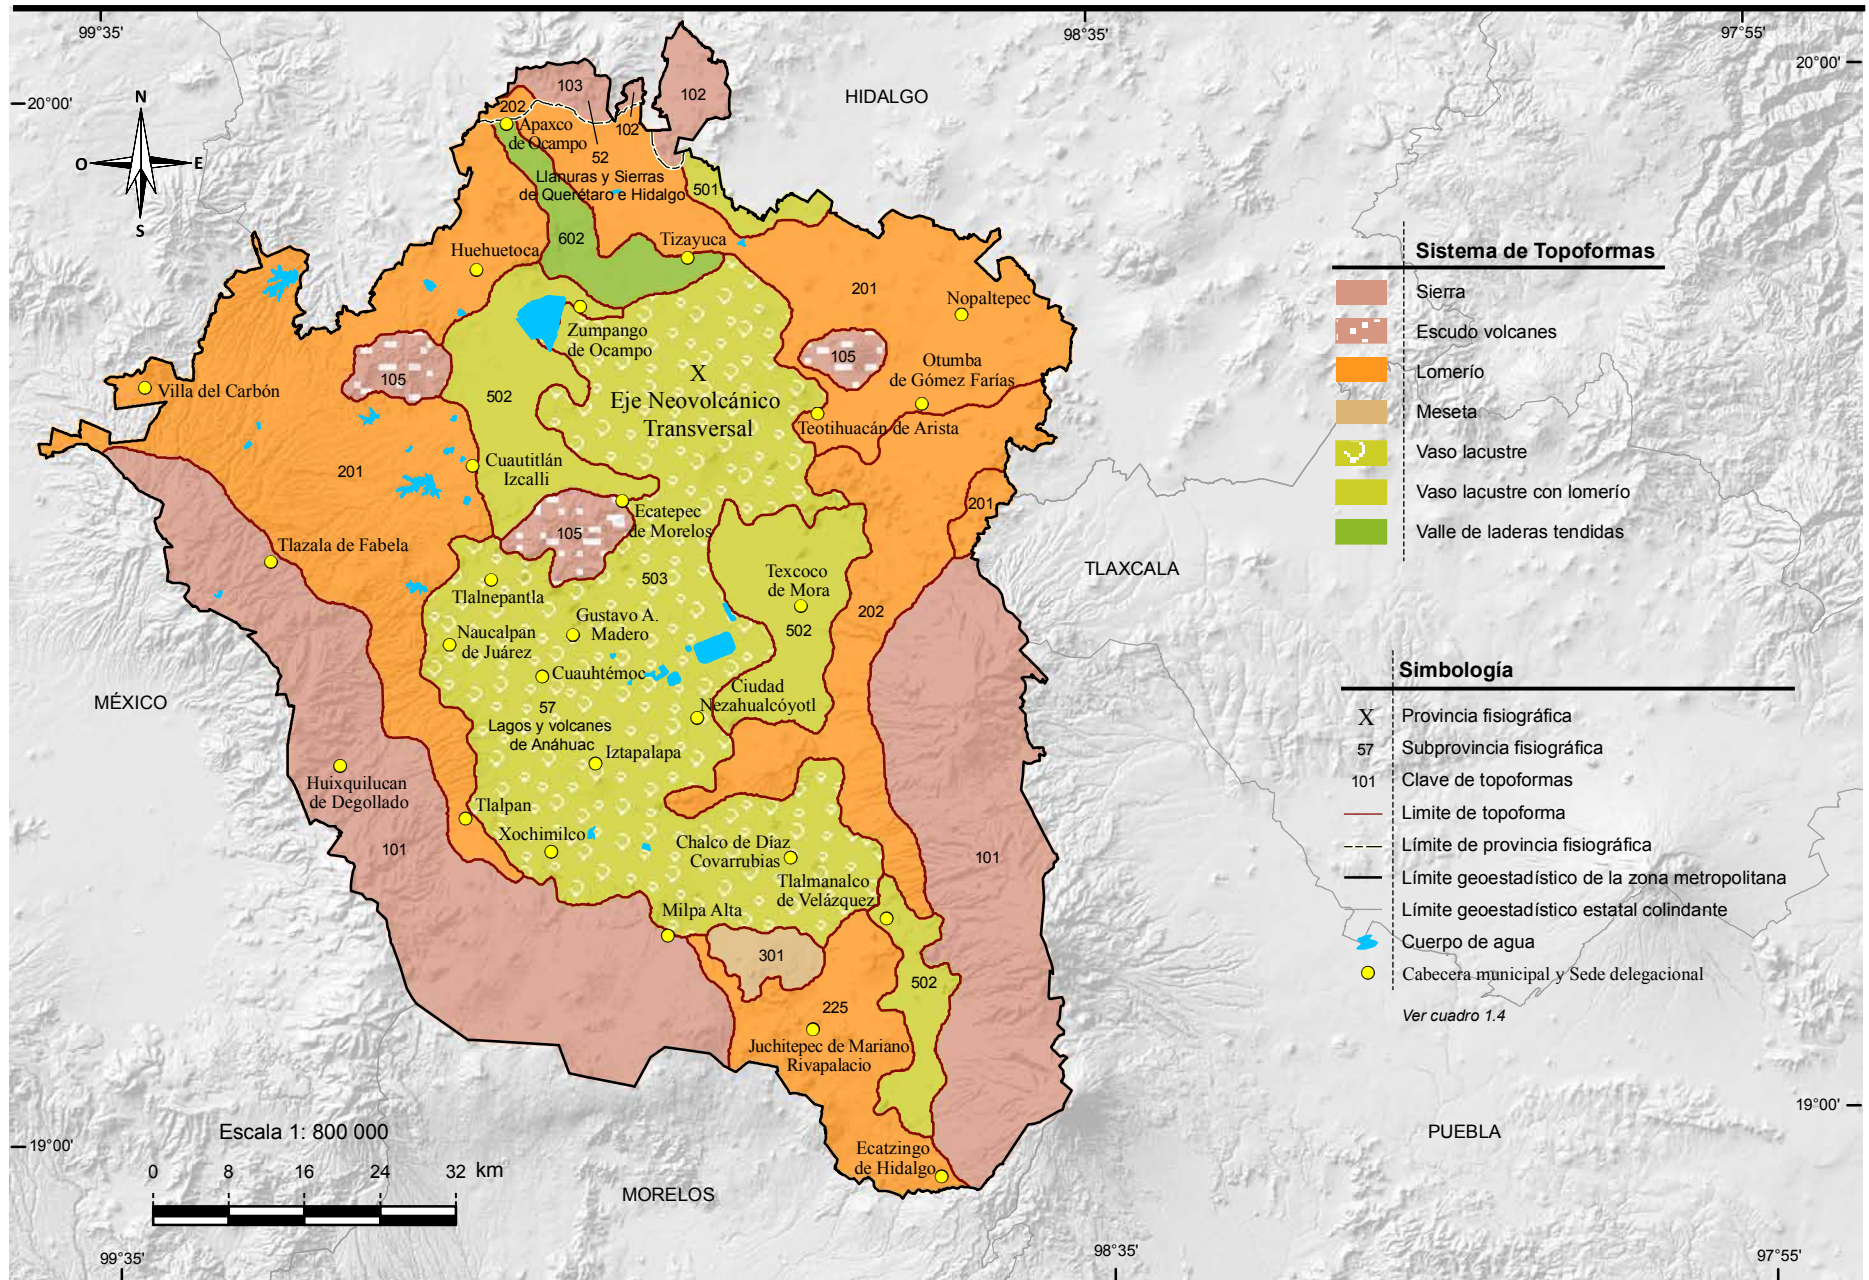 99°35'
98°35'
97°55'
20°00'
20°00'
N
O
E
S
HIDALGO
103
102
202
102
Apaxco
de Ocampo
52
Llanuras y Sierras
de Querétaro e Hidalgo
501
602
Huehuetoca
Tizayuca
201
Nopaltepec
Zumpango
de Ocampo
105
105
Otumba
de Gómez Farías
X
Eje Neovolcánico
Transversal
Villa del Carbón
502
Teotihuacán de Arista
201
Cuautitlán
Izcalli
201
Ecatepec
de Morelos
105
Tlazala de Fabela
503
Texcoco
de Mora
TLAXCALA
Tlalnepantla
Gustavo A.
Madero
202
502
Naucalpan
de Juárez
Cuauhtémoc
Ciudad
Nezahualcóyotl
MÉXICO
57
Lagos y volcanes
de Anáhuac
Iztapalapa
Huixquilucan
de Degollado
Tlalpan
Xochimilco
101
Chalco de Díaz
Covarrubias
101
Tlalmanalco
de Velázquez
Milpa Alta
301
502
225
Juchitepec de Mariano
Rivapalacio
Ecatzingo
de Hidalgo
MORELOS
PUEBLA
Sistema de Topoformas
Sierra
Escudo volcanes
Lomerío
Meseta
Vaso lacustre
Vaso lacustre con lomerío
Valle de laderas tendidas
Simbología
X Provincia fisiográfica
57 Subprovincia fisiográfica
101 Clave de topoformas
Limite de topoforma
Límite de provincia fisiográfica
Límite geoestadístico de la zona metropolitana
Límite geoestadístico estatal colindante
Cuerpo de agua
Cabecera municipal y Sede delegacional
Ver cuadro 1.4
Escala 1: 800 000
0 8 16 24 32 km
19°00'
19°00'
99°35'
98°35'
97°55'